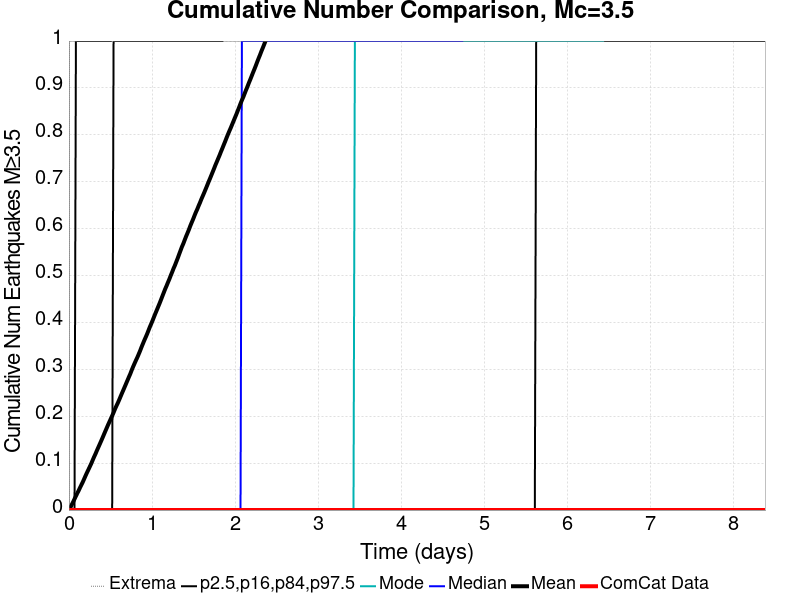 Cumulative Number Comparison, Mc=3.5
Cumulative Num Earthquakes M≥3.5
1
0.9
0.8
0.7
0.6
0.5
0.4
0.3
0.2
0.1
0
0 1 2 3 4 5 6 7 8
Time (days)
Extrema p2.5,p16,p84,p97.5 Mode Median Mean ComCat Data